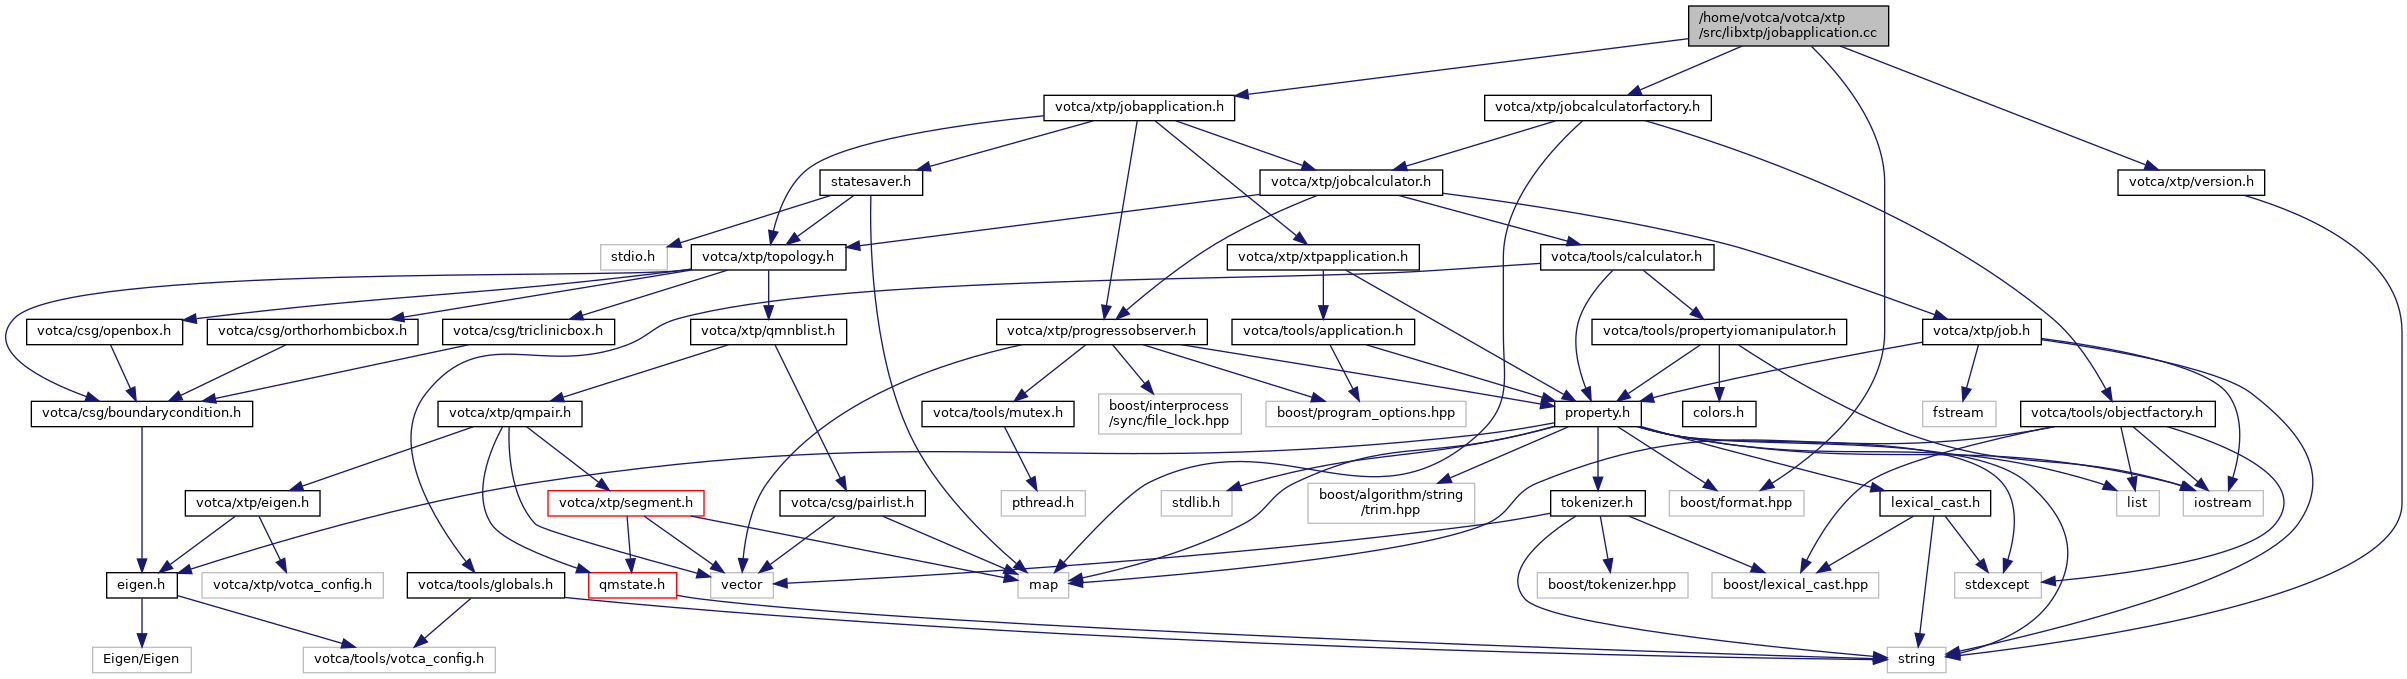 /home/votca/votca/xtp
/src/libxtp/jobapplication.cc
votca/xtp/jobapplication.h
votca/xtp/jobcalculatorfactory.h
statesaver.h
votca/xtp/jobcalculator.h
votca/xtp/version.h
stdio.h
votca/xtp/topology.h
votca/xtp/xtpapplication.h
votca/tools/calculator.h
votca/csg/openbox.h
votca/csg/orthorhombicbox.h
votca/csg/triclinicbox.h
votca/xtp/qmnblist.h
votca/xtp/progressobserver.h
votca/tools/application.h
votca/tools/propertyiomanipulator.h
votca/xtp/job.h
votca/csg/boundarycondition.h
votca/xtp/qmpair.h
votca/tools/mutex.h
boost/interprocess
/sync/file_lock.hpp
boost/program_options.hpp
property.h
colors.h
fstream
votca/tools/objectfactory.h
votca/xtp/eigen.h
votca/xtp/segment.h
votca/csg/pairlist.h
pthread.h
stdlib.h
boost/algorithm/string
/trim.hpp
tokenizer.h
boost/format.hpp
lexical_cast.h
list
iostream
eigen.h
votca/xtp/votca_config.h
votca/tools/globals.h
qmstate.h
vector
map
boost/tokenizer.hpp
boost/lexical_cast.hpp
stdexcept
Eigen/Eigen
votca/tools/votca_config.h
string